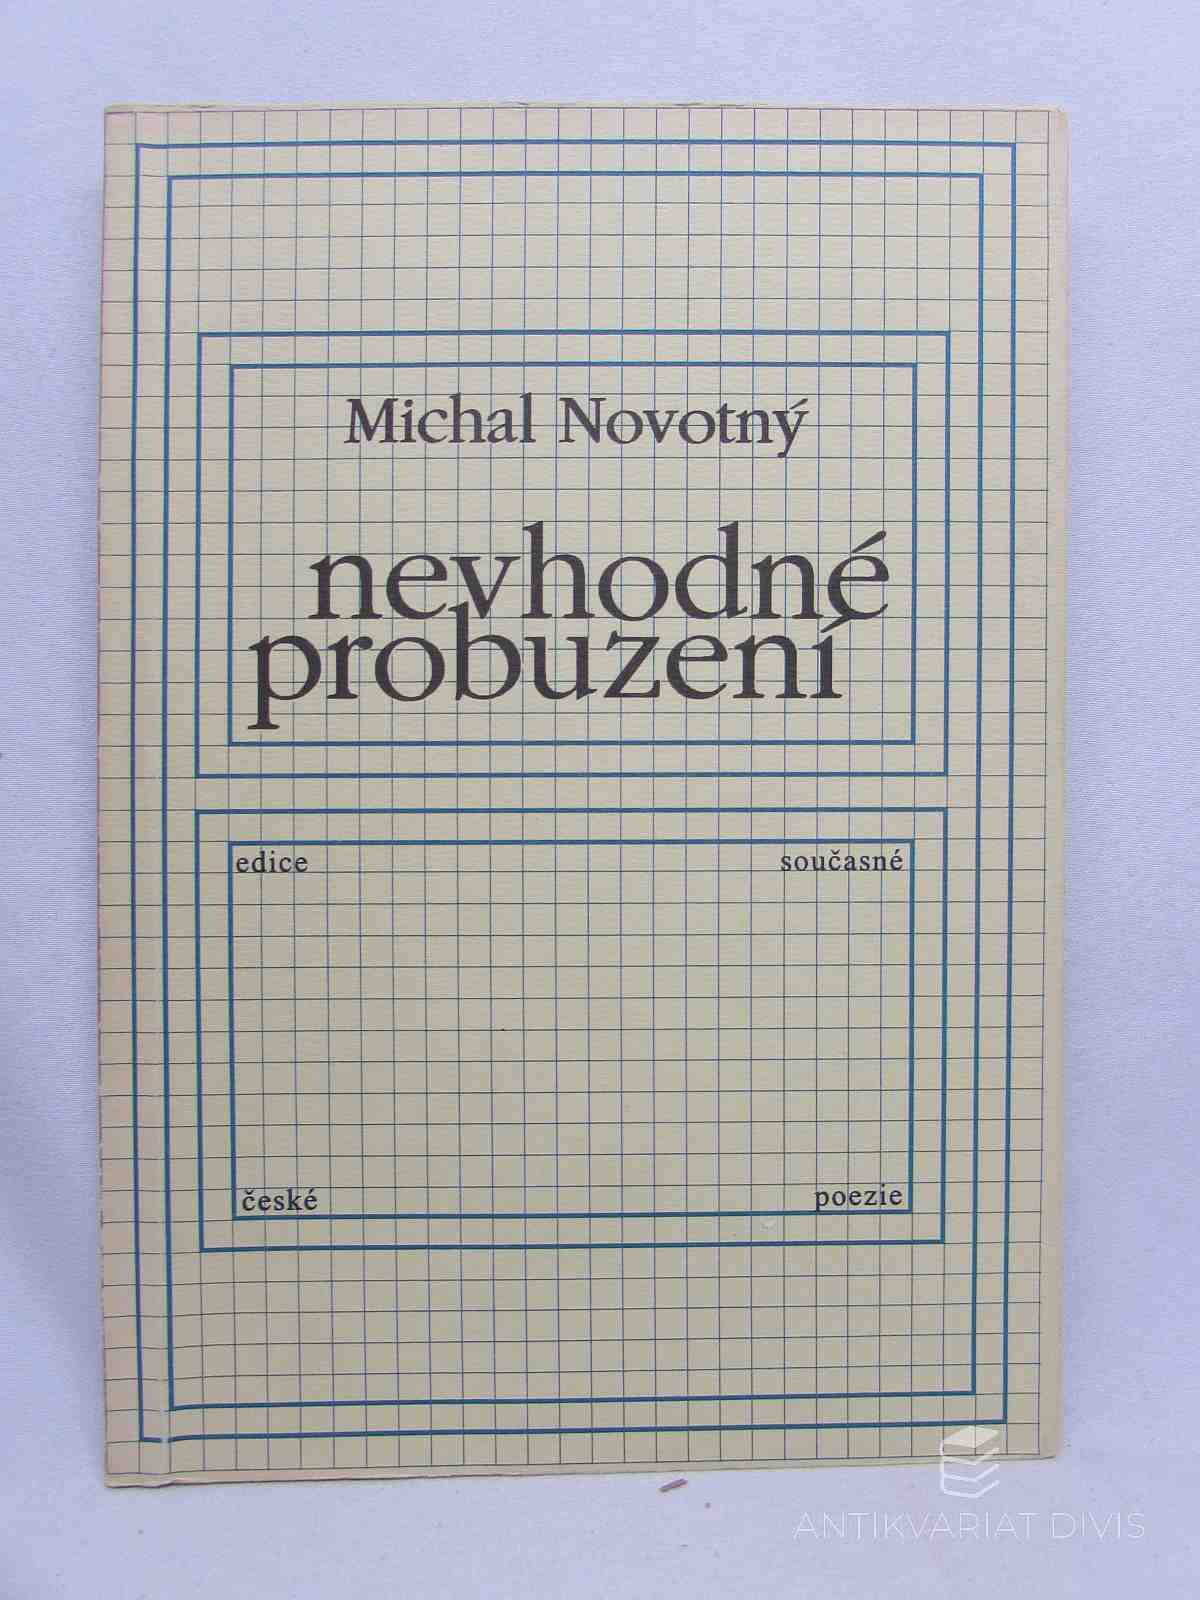 Michal Novotný
nevhodné
probuzení
edice současné
české poezie
ANTIKVARIAT DIVIS